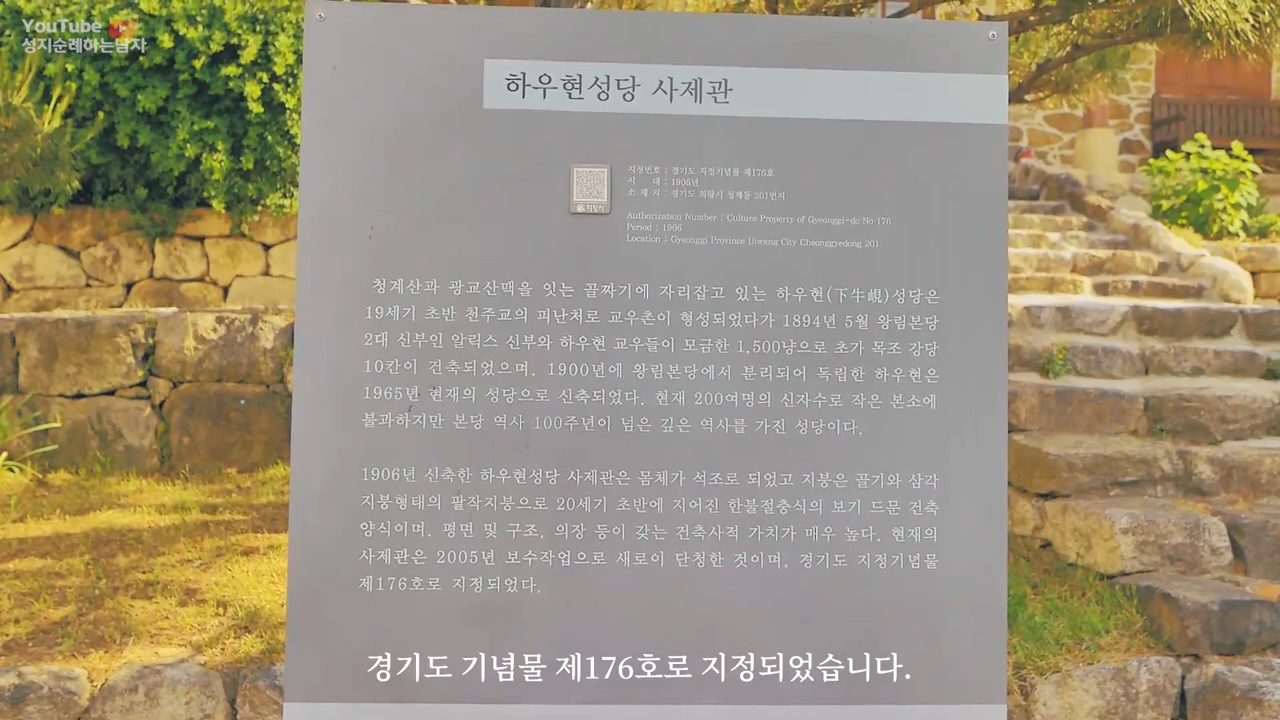 YouTube
성지순례하는남자
하우현성당 사제관
지정번호 : 경기도 지정기념물 제176호
시 대 : 1906년
소 재 지 : 경기도 의왕시 청계동 201번지
Authorization Number : Culture Property of Gyeonggi-do No 176
Period : 1906
Location : Gyeonggi Province Uiwang City Cheonggyedong 201
청계산과 광교산맥을 잇는 골짜기에 자리잡고 있는 하우현(下牛峴)성당은
19세기 초반 천주교의 피난처로 교우촌이 형성되었다가 1894년 5월 왕림본당
2대 신부인 알릭스 신부와 하우현 교우들이 모금한 1,500냥으로 초가 목조 강당
10칸이 건축되었으며, 1900년에 왕림본당에서 분리되어 독립한 하우현은
1965년 현재의 성당으로 신축되었다. 현재 200여명의 신자수로 작은 본소에
불과하지만 본당 역사 100주년이 넘은 깊은 역사를 가진 성당이다.
1906년 신축한 하우현성당 사제관은 몸체가 석조로 되었고 지붕은 골기와 삼각
지붕형태의 팔작지붕으로 20세기 초반에 지어진 한불절충식의 보기 드문 건축
양식이며, 평면 및 구조, 의장 등이 갖는 건축사적 가치가 매우 높다. 현재의
사제관은 2005년 보수작업으로 새로이 단청한 것이며, 경기도 지정기념물
제176호로 지정되었다.
경기도 기념물 제176호로 지정되었습니다.